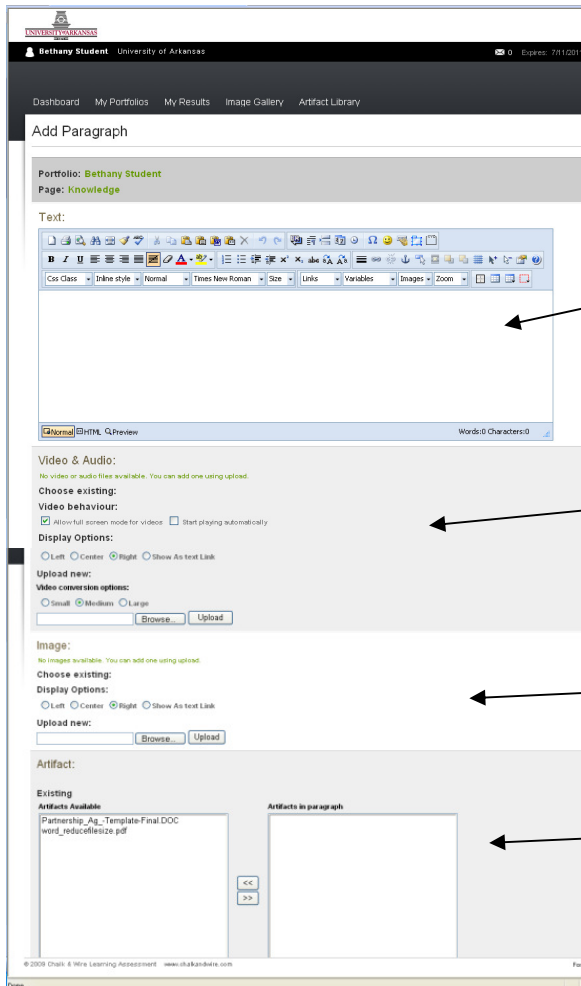 UNIVERSITY OF ARKANSAS
Bethany Student University of Arkansas 0 Expires: 7/11/2011
Dashboard My Portfolios My Results Image Gallery Artifact Library
Add Paragraph
Portfolio: Bethany Student
Page: Knowledge
Text:
B I U
Css Class Inline style Normal Times New Roman Size Links Variables Images Zoom
Normal HTML Preview Words:0 Characters:0
Video & Audio:
No video or audio files available. You can add one using upload.
Choose existing:
Video behaviour:
Allow full screen mode for videos Start playing automatically
Display Options:
Left Center Right Show As text Link
Upload new:
Video conversion options:
Small Medium Large
Browse... Upload
Image:
No images available. You can add one using upload.
Choose existing:
Display Options:
Left Center Right Show As text Link
Upload new:
Browse... Upload
Artifact:
Existing
Artifacts Available Artifacts in paragraph
Partnership_Ag_-Template-Final.DOC
word_reducefilesize.pdf
<<
>>
© 2009 Chalk & Wire Learning Assessment www.chalkandwire.com
Done